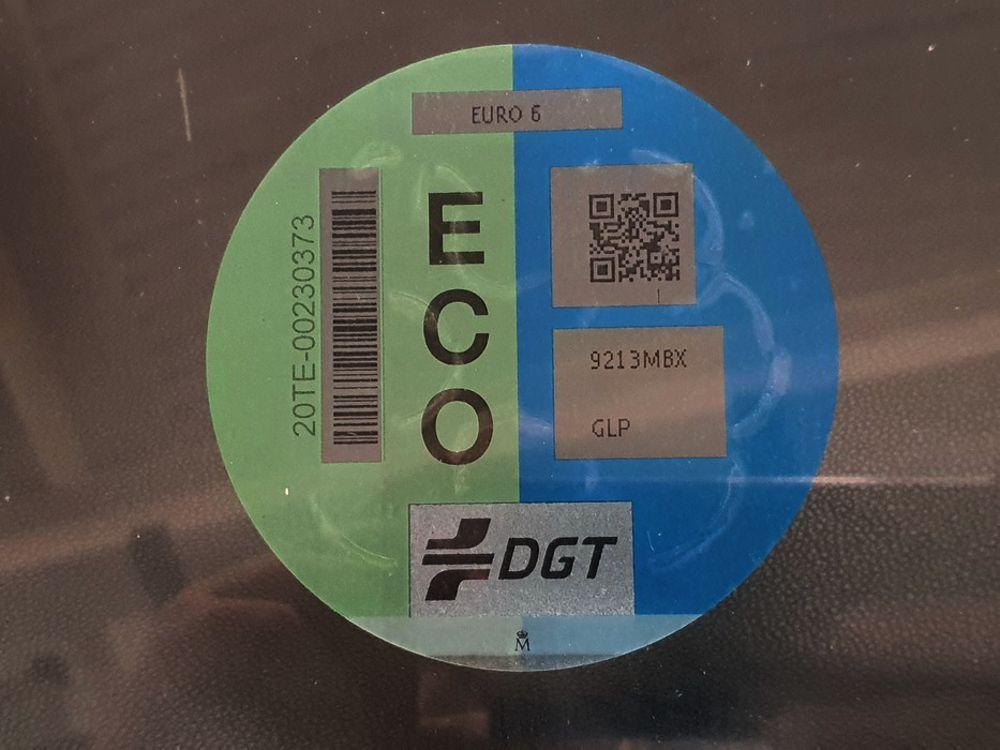 EURO 6
20TE-00230373
ECO
9213MBX
GLP
DGT
M